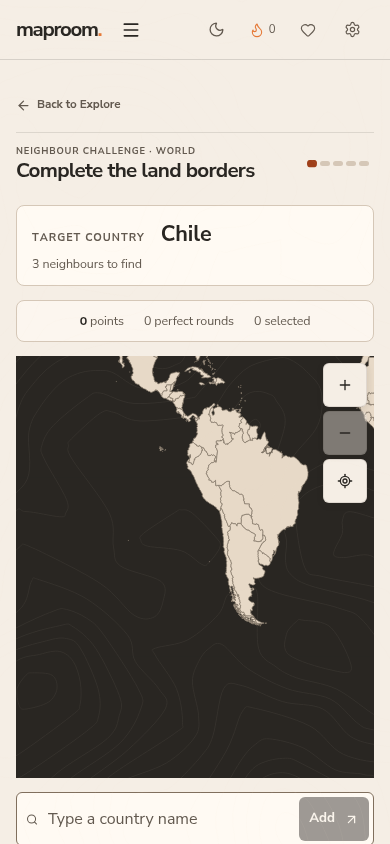 maproom.
0
Back to Explore
NEIGHBOUR CHALLENGE · WORLD
Complete the land borders
TARGET COUNTRY Chile
3 neighbours to find
0 points 0 perfect rounds 0 selected
+
−
Type a country name
Add